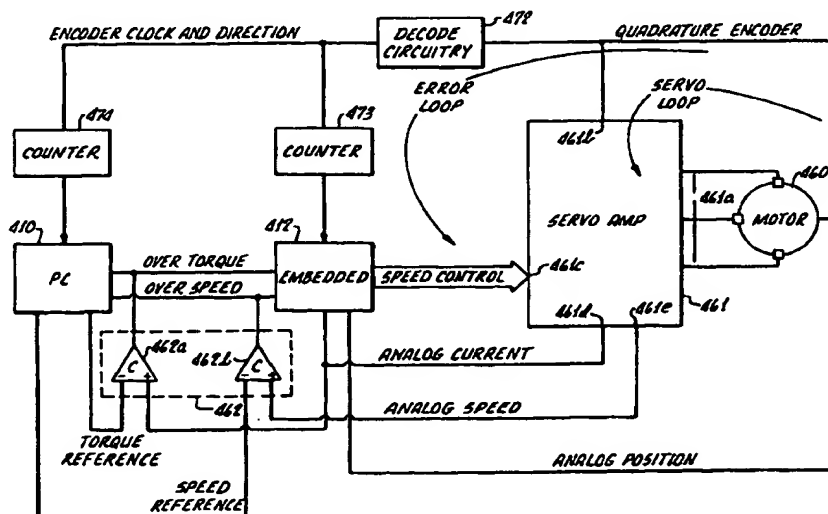 ENCODER CLOCK AND DIRECTION
DECODE
CIRCUITRY
472
QUADRATURE ENCODER
474
COUNTER
473
COUNTER
ERROR
LOOP
SERVO
LOOP
461b
SERVO AMP
461a
460
MOTOR
410
PC
OVER TORQUE
OVER SPEED
412
EMBEDDED
SPEED CONTROL
461c
461d
461e
461
C
- +
462a
C
- +
462b
462
ANALOG CURRENT
ANALOG SPEED
TORQUE
REFERENCE
ANALOG POSITION
SPEED
REFERENCE